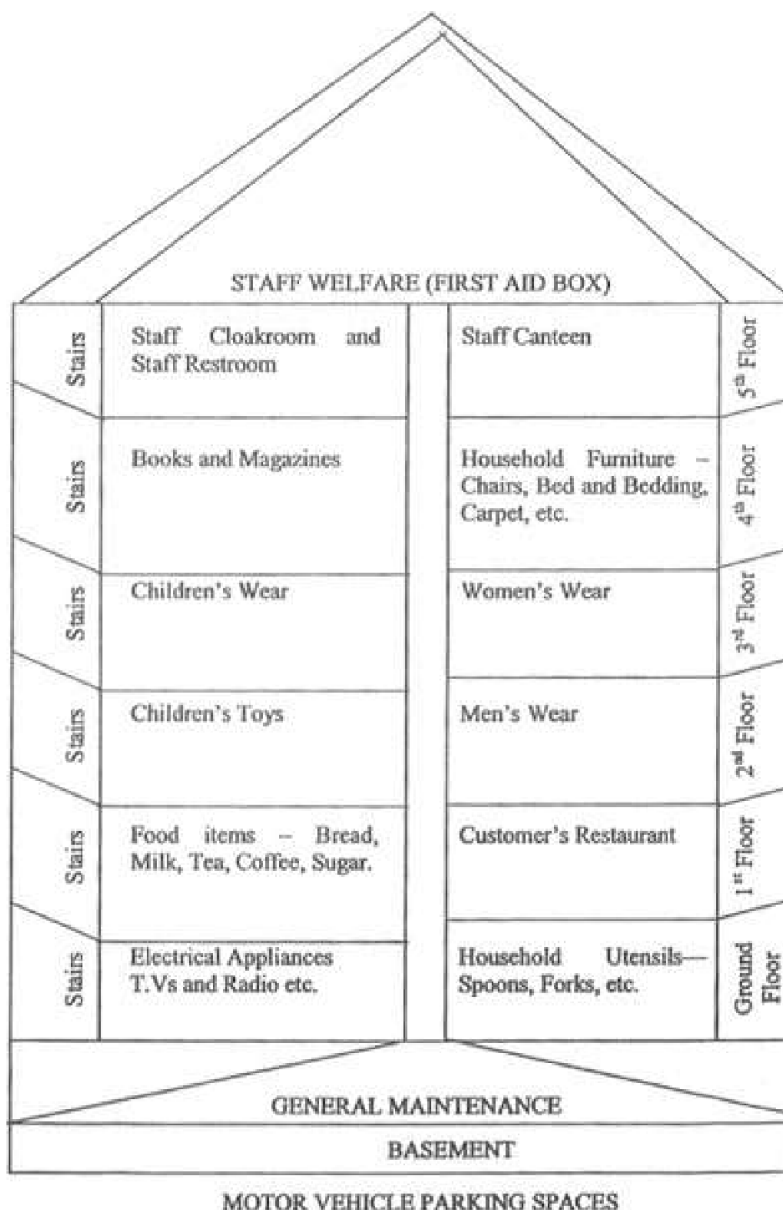 STAFF WELFARE (FIRST AID BOX)
Stairs
Staff Cloakroom and
Staff Restroom
Staff Canteen
5th Floor
Stairs
Books and Magazines
Household Furniture –
Chairs, Bed and Bedding,
Carpet, etc.
4th Floor
Stairs
Children's Wear
Women's Wear
3rd Floor
Stairs
Children's Toys
Men's Wear
2nd Floor
Stairs
Food items – Bread,
Milk, Tea, Coffee, Sugar.
Customer's Restaurant
1st Floor
Stairs
Electrical Appliances
T.Vs and Radio etc.
Household Utensils—
Spoons, Forks, etc.
Ground
Floor
GENERAL MAINTENANCE
BASEMENT
MOTOR VEHICLE PARKING SPACES